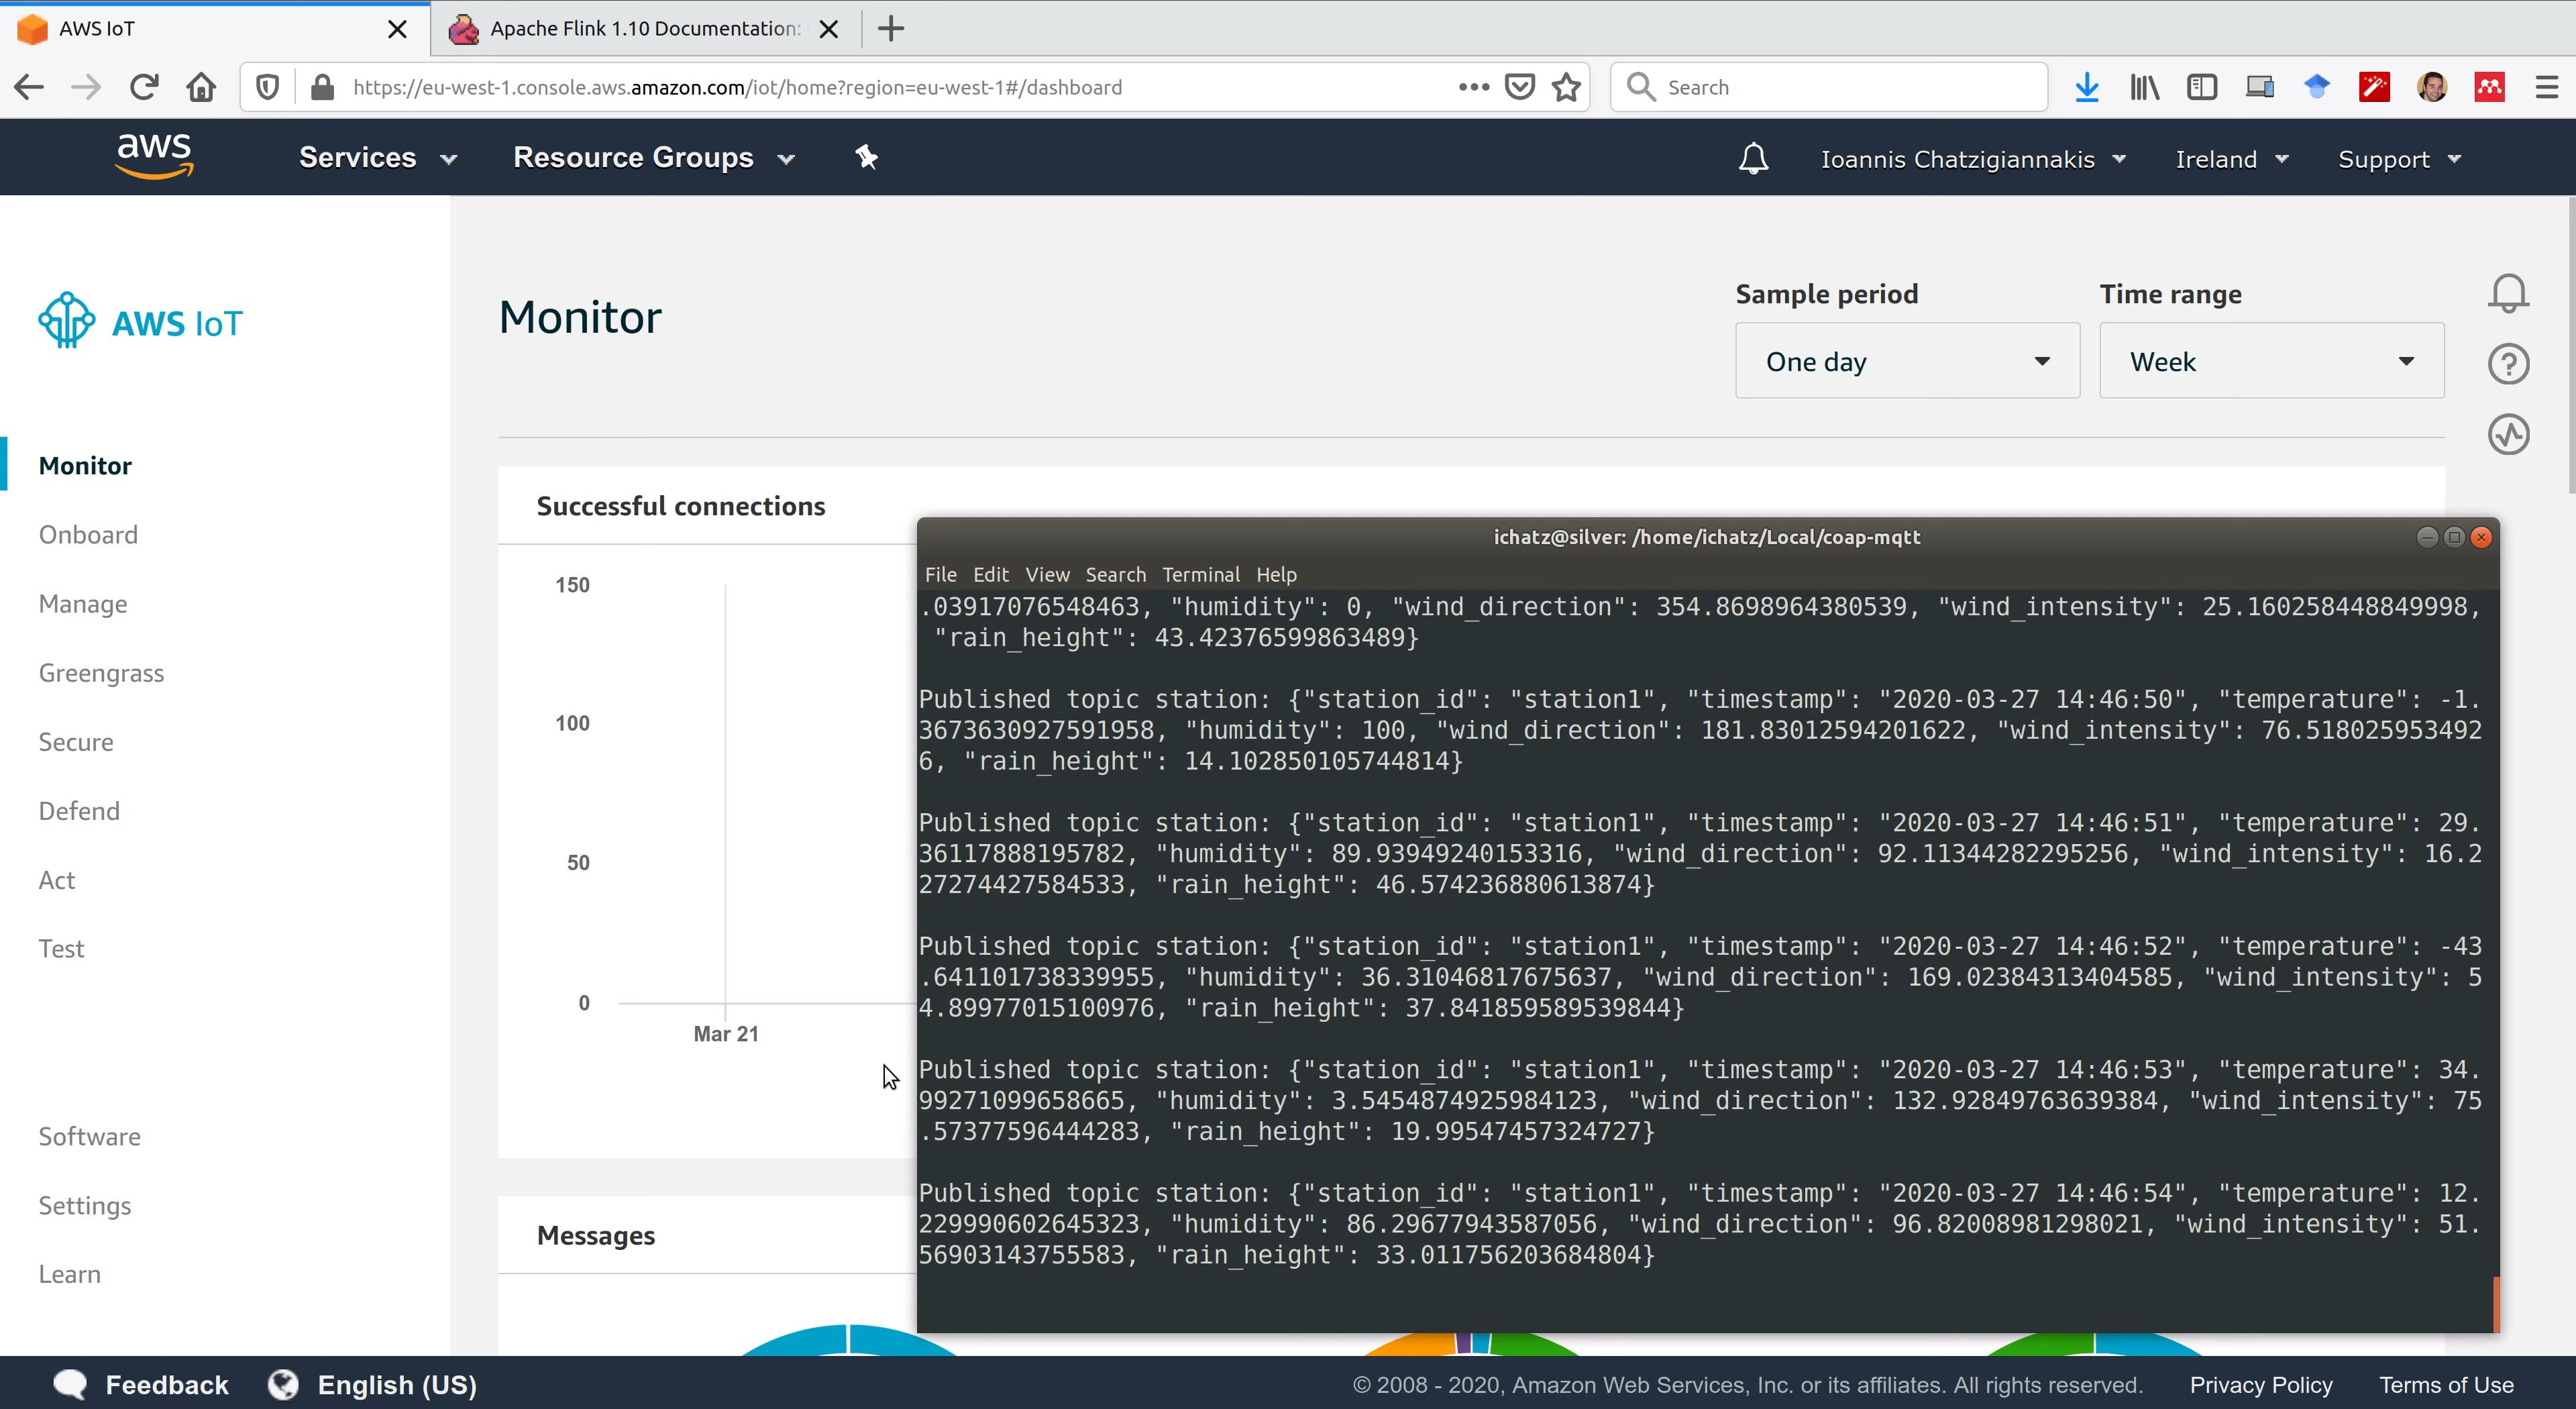 AWS IoT
Apache Flink 1.10 Documentation:
https://eu-west-1.console.aws.amazon.com/iot/home?region=eu-west-1#/dashboard
Search
aws
Services
Resource Groups
Ioannis Chatzigiannakis
Ireland
Support
AWS IoT
Monitor
Onboard
Manage
Greengrass
Secure
Defend
Act
Test
Software
Settings
Learn
Monitor
Sample period
Time range
One day
Week
Successful connections
150
100
50
0
Mar 21
Messages
ichatz@silver: /home/ichatz/Local/coap-mqtt
File Edit View Search Terminal Help
.03917076548463, "humidity": 0, "wind_direction": 354.8698964380539, "wind_intensity": 25.160258448849998,
"rain_height": 43.42376599863489}
Published topic station: {"station_id": "station1", "timestamp": "2020-03-27 14:46:50", "temperature": -1.
3673630927591958, "humidity": 100, "wind_direction": 181.83012594201622, "wind_intensity": 76.518025953492
6, "rain_height": 14.102850105744814}
Published topic station: {"station_id": "station1", "timestamp": "2020-03-27 14:46:51", "temperature": 29.
36117888195782, "humidity": 89.93949240153316, "wind_direction": 92.11344282295256, "wind_intensity": 16.2
27274427584533, "rain_height": 46.574236880613874}
Published topic station: {"station_id": "station1", "timestamp": "2020-03-27 14:46:52", "temperature": -43
.641101738339955, "humidity": 36.31046817675637, "wind_direction": 169.02384313404585, "wind_intensity": 5
4.89977015100976, "rain_height": 37.841859589539844}
Published topic station: {"station_id": "station1", "timestamp": "2020-03-27 14:46:53", "temperature": 34.
99271099658665, "humidity": 3.5454874925984123, "wind_direction": 132.92849763639384, "wind_intensity": 75
.57377596444283, "rain_height": 19.99547457324727}
Published topic station: {"station_id": "station1", "timestamp": "2020-03-27 14:46:54", "temperature": 12.
229990602645323, "humidity": 86.29677943587056, "wind_direction": 96.82008981298021, "wind_intensity": 51.
56903143755583, "rain_height": 33.011756203684804}
Feedback
English (US)
© 2008 - 2020, Amazon Web Services, Inc. or its affiliates. All rights reserved.
Privacy Policy
Terms of Use